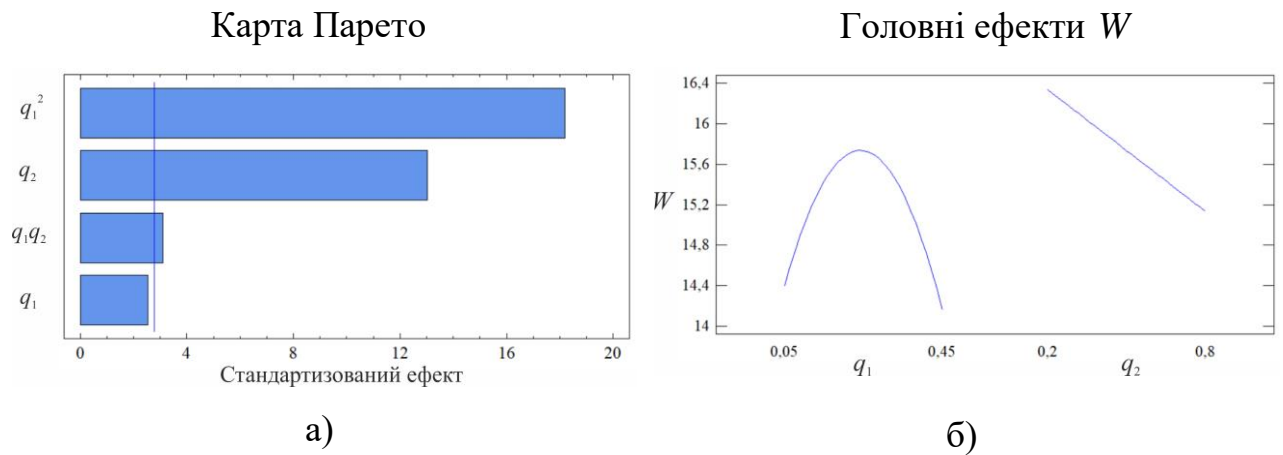 Карта Парето
q₁²
q₂
q₁q₂
q₁
0 4 8 12 16 20
Стандартизований ефект
а)
Головні ефекти W
16,4
16
15,6
15,2
14,8
14,4
14
W
0,05 0,45 0,2 0,8
q₁ q₂
б)